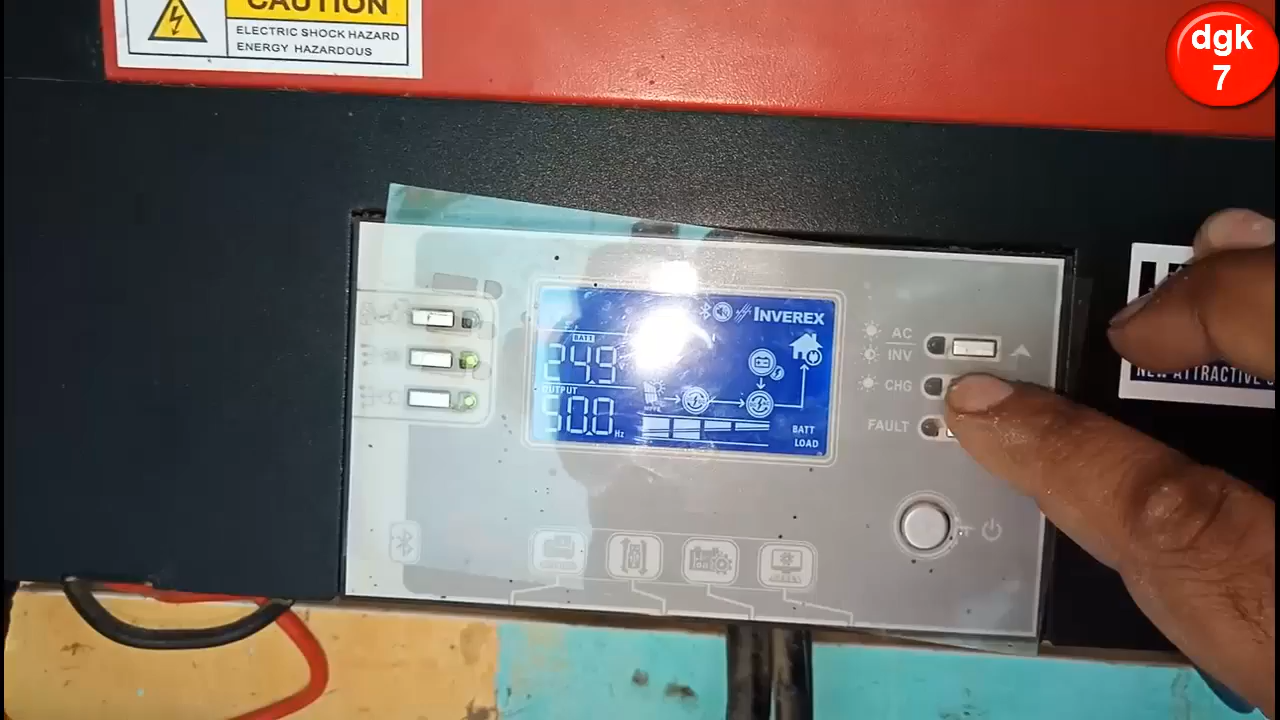 CAUTION
ELECTRIC SHOCK HAZARD
ENERGY HAZARDOUS
dgk
7
INVEREX
BATT
24.9
OUTPUT
50.0 Hz
BATT
LOAD
AC
INV
CHG
FAULT
NEW ATTRACTIVE